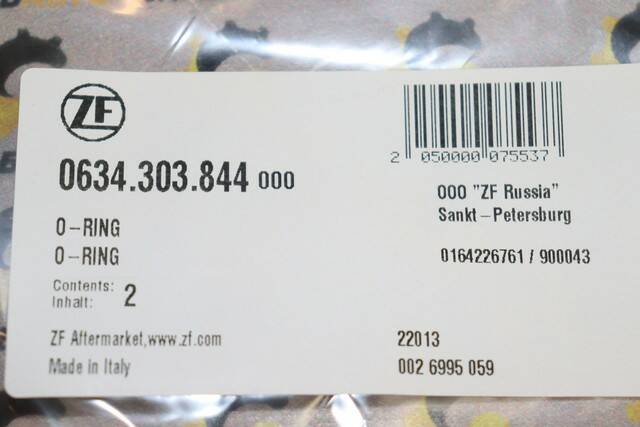 ZF
0634.303.844 000
O-RING
O-RING
Contents:
Inhalt: 2
ZF Aftermarket,www.zf.com
Made in Italy
2 050000 075537
OOO "ZF Russia"
Sankt-Petersburg
0164226761 / 900043
22013
002 6995 059